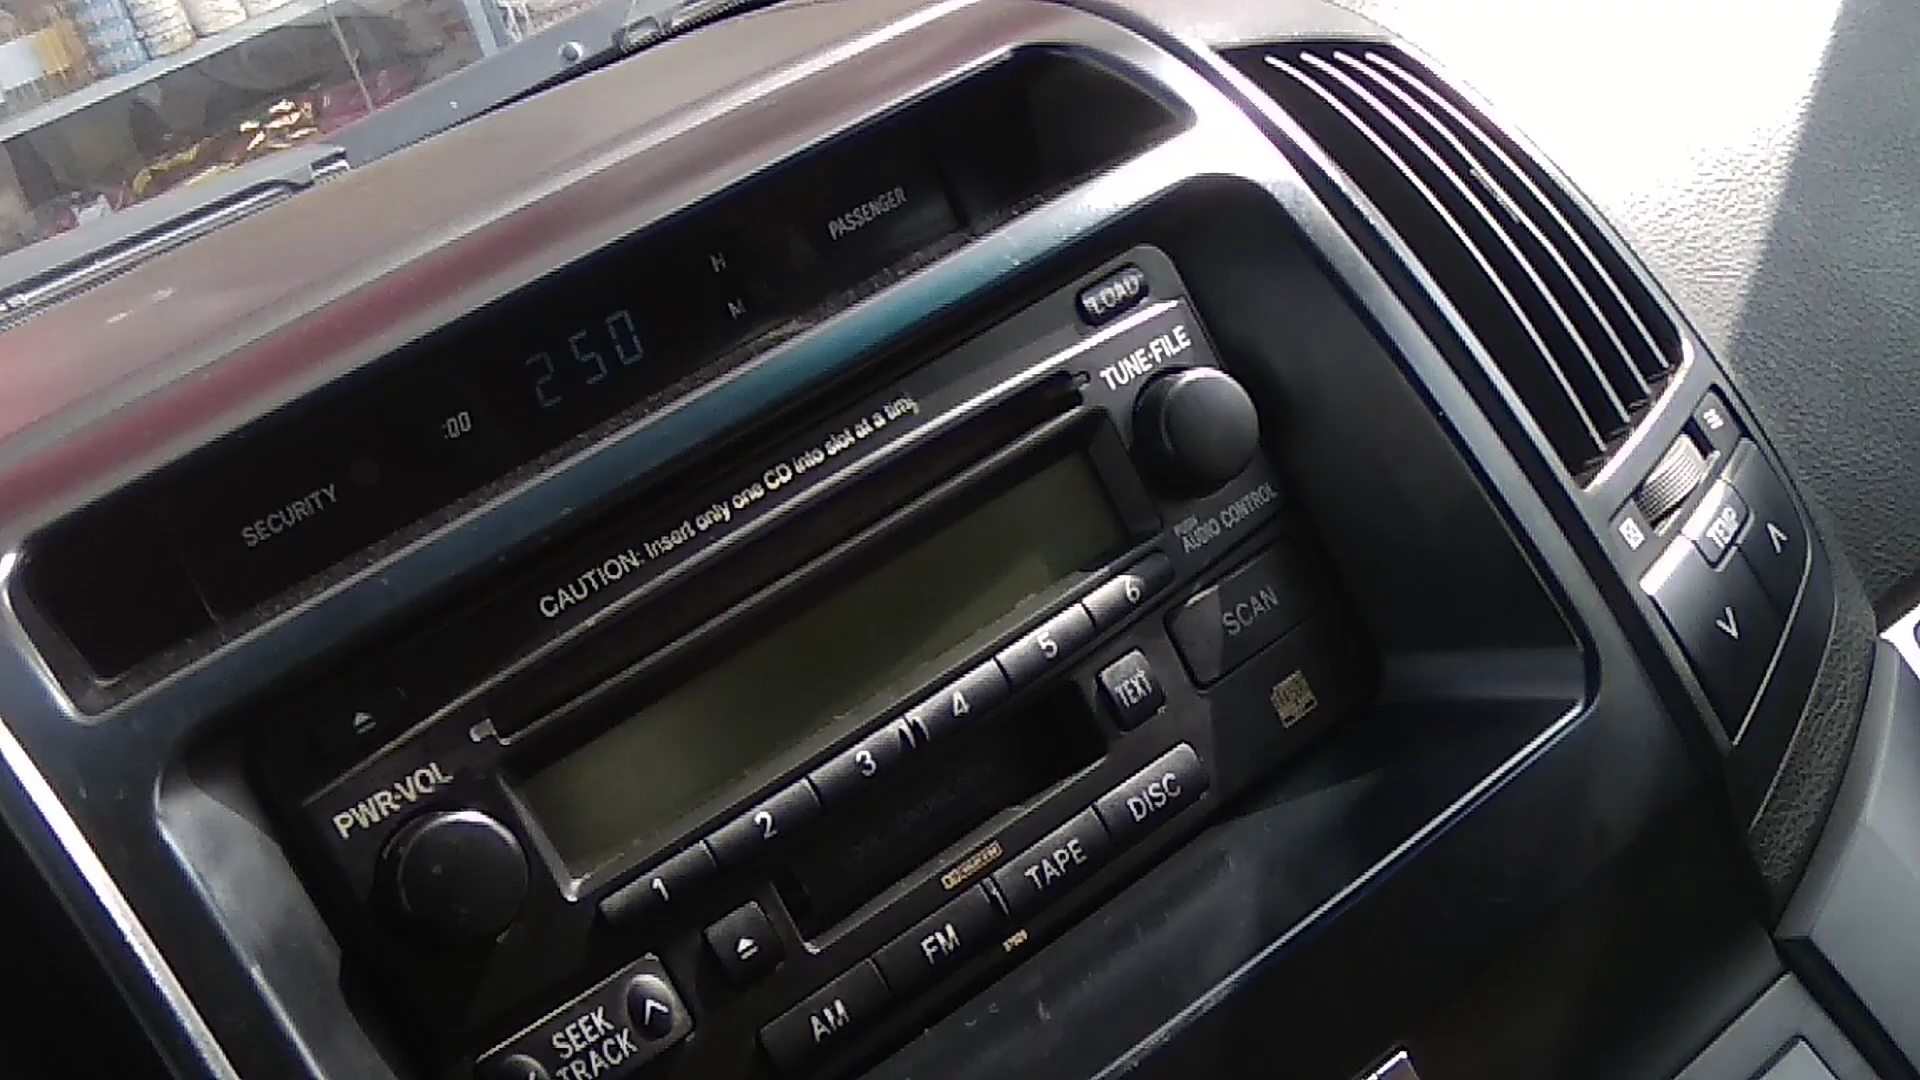 PASSENGER
H
M
2 50
:00
SECURITY
LOAD
TUNE·FILE
CAUTION: Insert only one CD into slot at a time
PUSH
AUDIO CONTROL
PWR·VOL
1
2
3
4
5
6
SCAN
TEXT
DISC
TAPE
FM
AM
SEEK
TRACK
TEMP